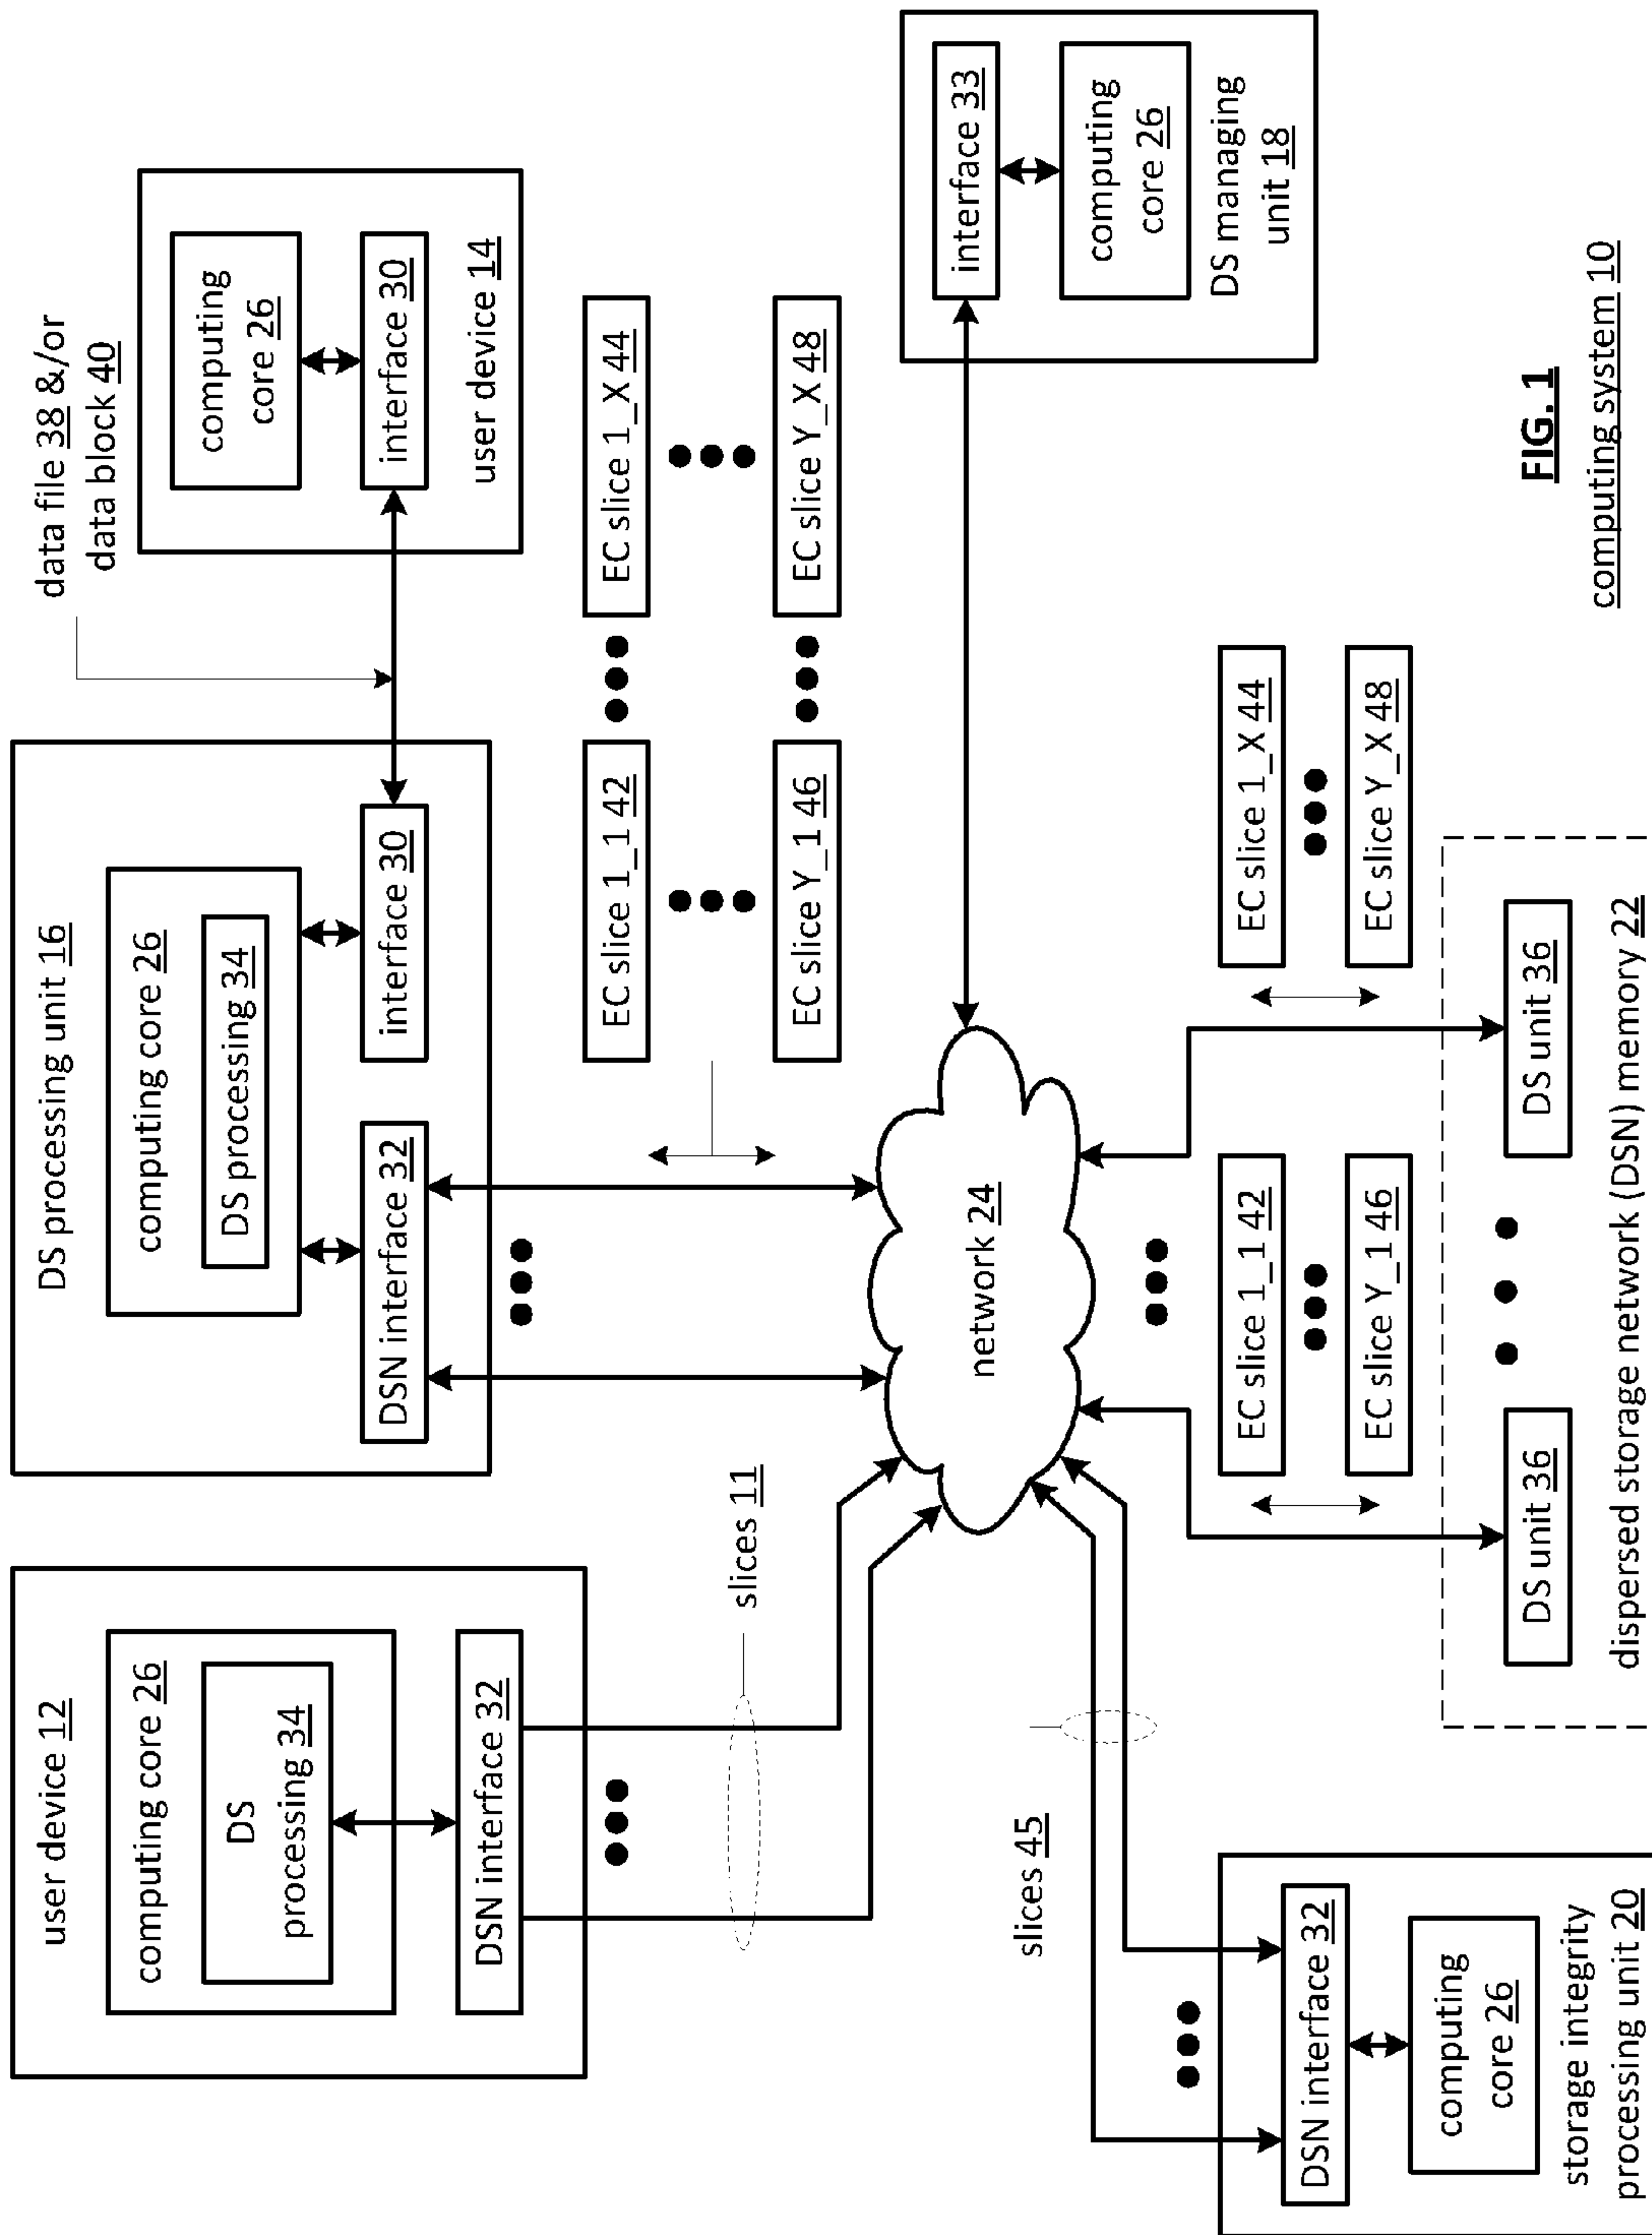 user device 12
computing core 26
DS
processing 34
DSN interface 32
slices 11
DS processing unit 16
computing core 26
DS processing 34
DSN interface 32
interface 30
data file 38 &/or
data block 40
computing
core 26
interface 30
user device 14
EC slice 1_1 42
EC slice 1_X 44
EC slice Y_1 46
EC slice Y_X 48
network 24
interface 33
computing
core 26
DS managing
unit 18
slices 45
DSN interface 32
computing
core 26
storage integrity
processing unit 20
EC slice 1_1 42
EC slice Y_1 46
EC slice 1_X 44
EC slice Y_X 48
DS unit 36
DS unit 36
dispersed storage network (DSN) memory 22
FIG. 1
computing system 10